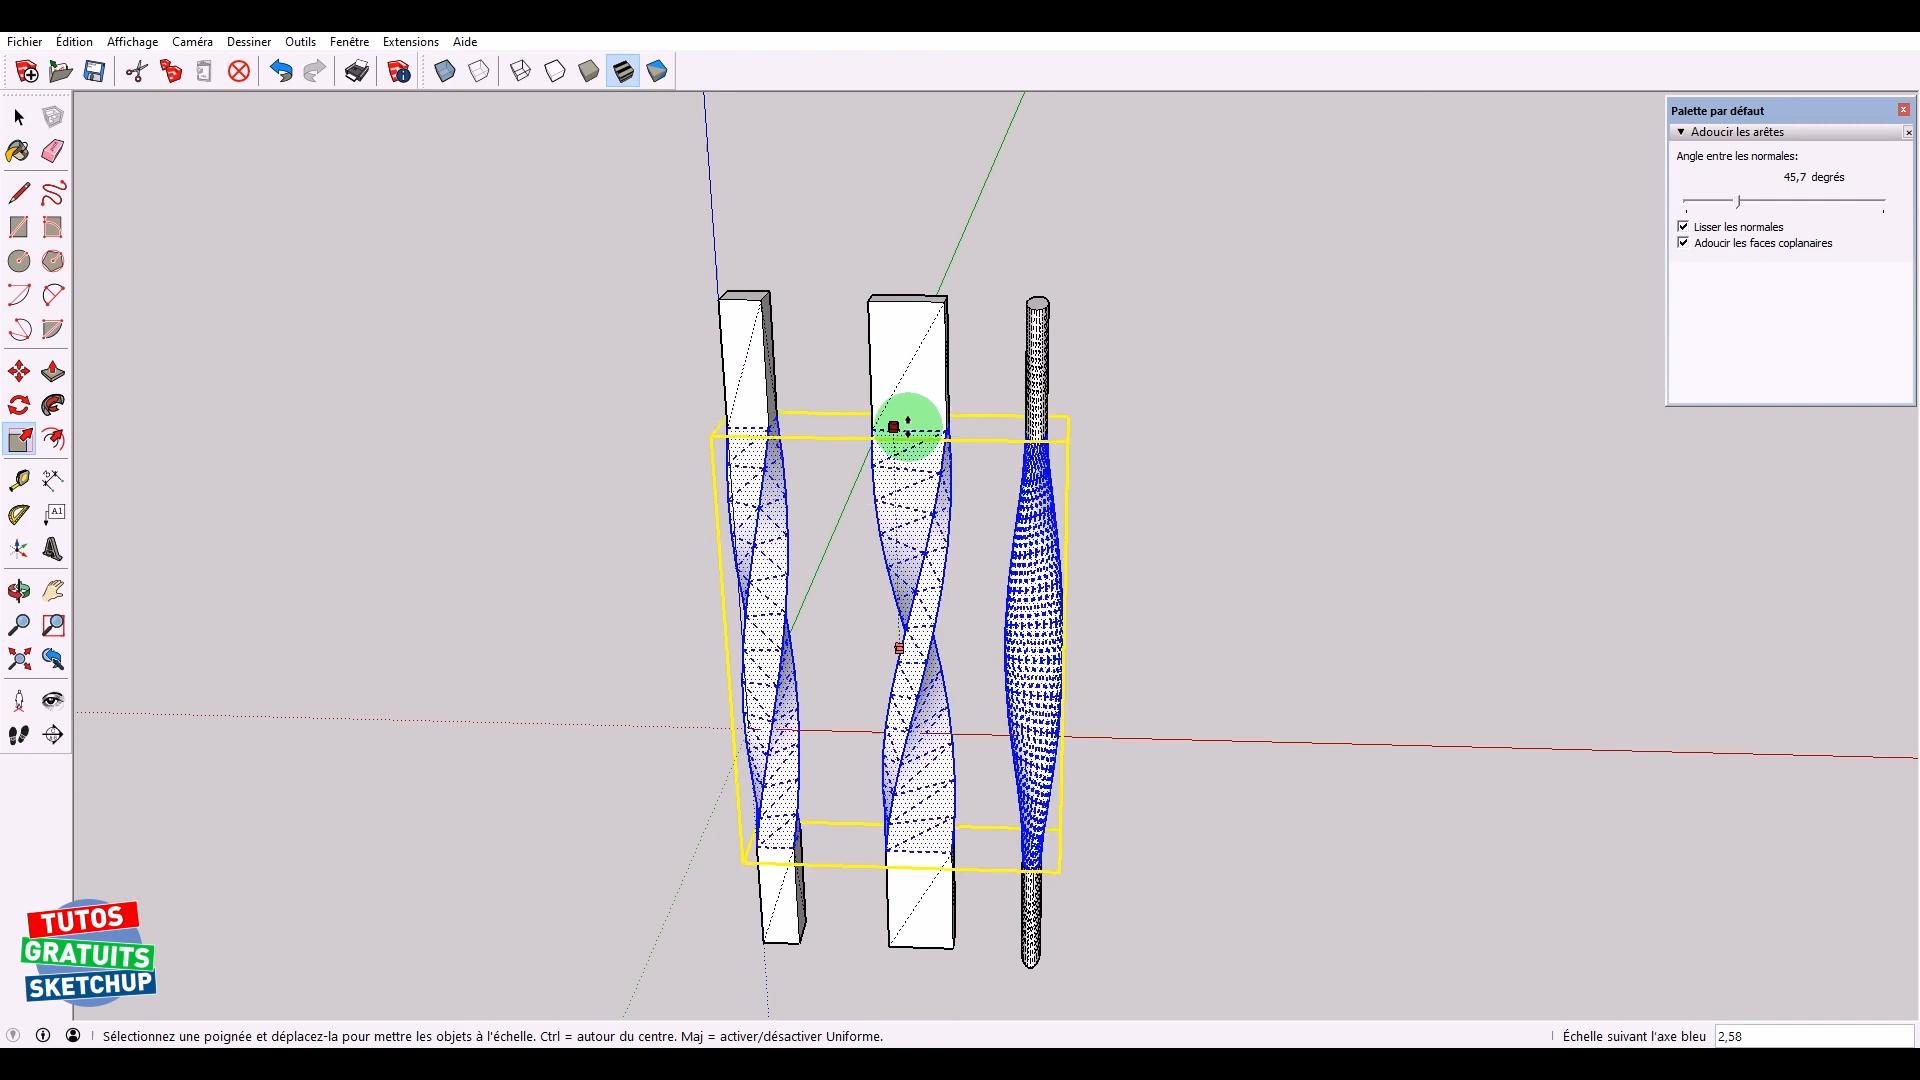 Fichier Édition Affichage Caméra Dessiner Outils Fenêtre Extensions Aide
Palette par défaut
Adoucir les arêtes
Angle entre les normales:
45,7 degrés
Lisser les normales
Adoucir les faces coplanaires
A1
TUTOS
GRATUITS
SKETCHUP
Sélectionnez une poignée et déplacez-la pour mettre les objets à l'échelle. Ctrl = autour du centre. Maj = activer/désactiver Uniforme.
Échelle suivant l'axe bleu 2,58